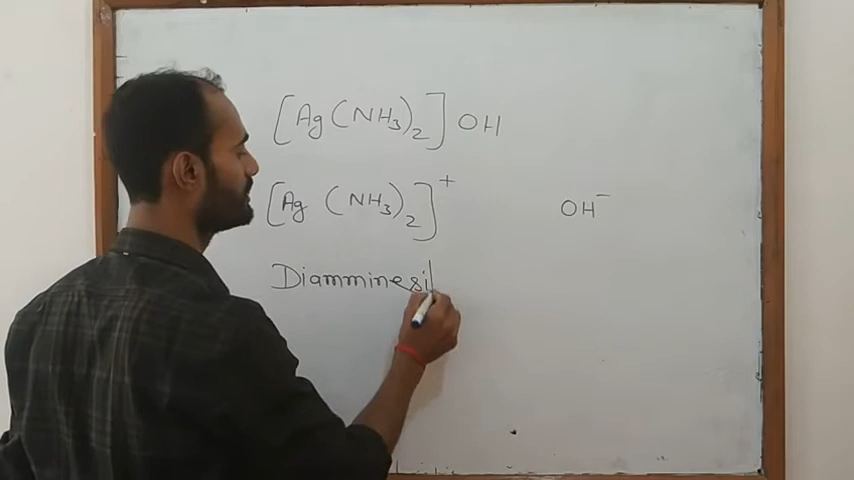 [Ag(NH₃)₂]OH
[Ag (NH₃)₂]⁺ OH⁻
Diamminesil